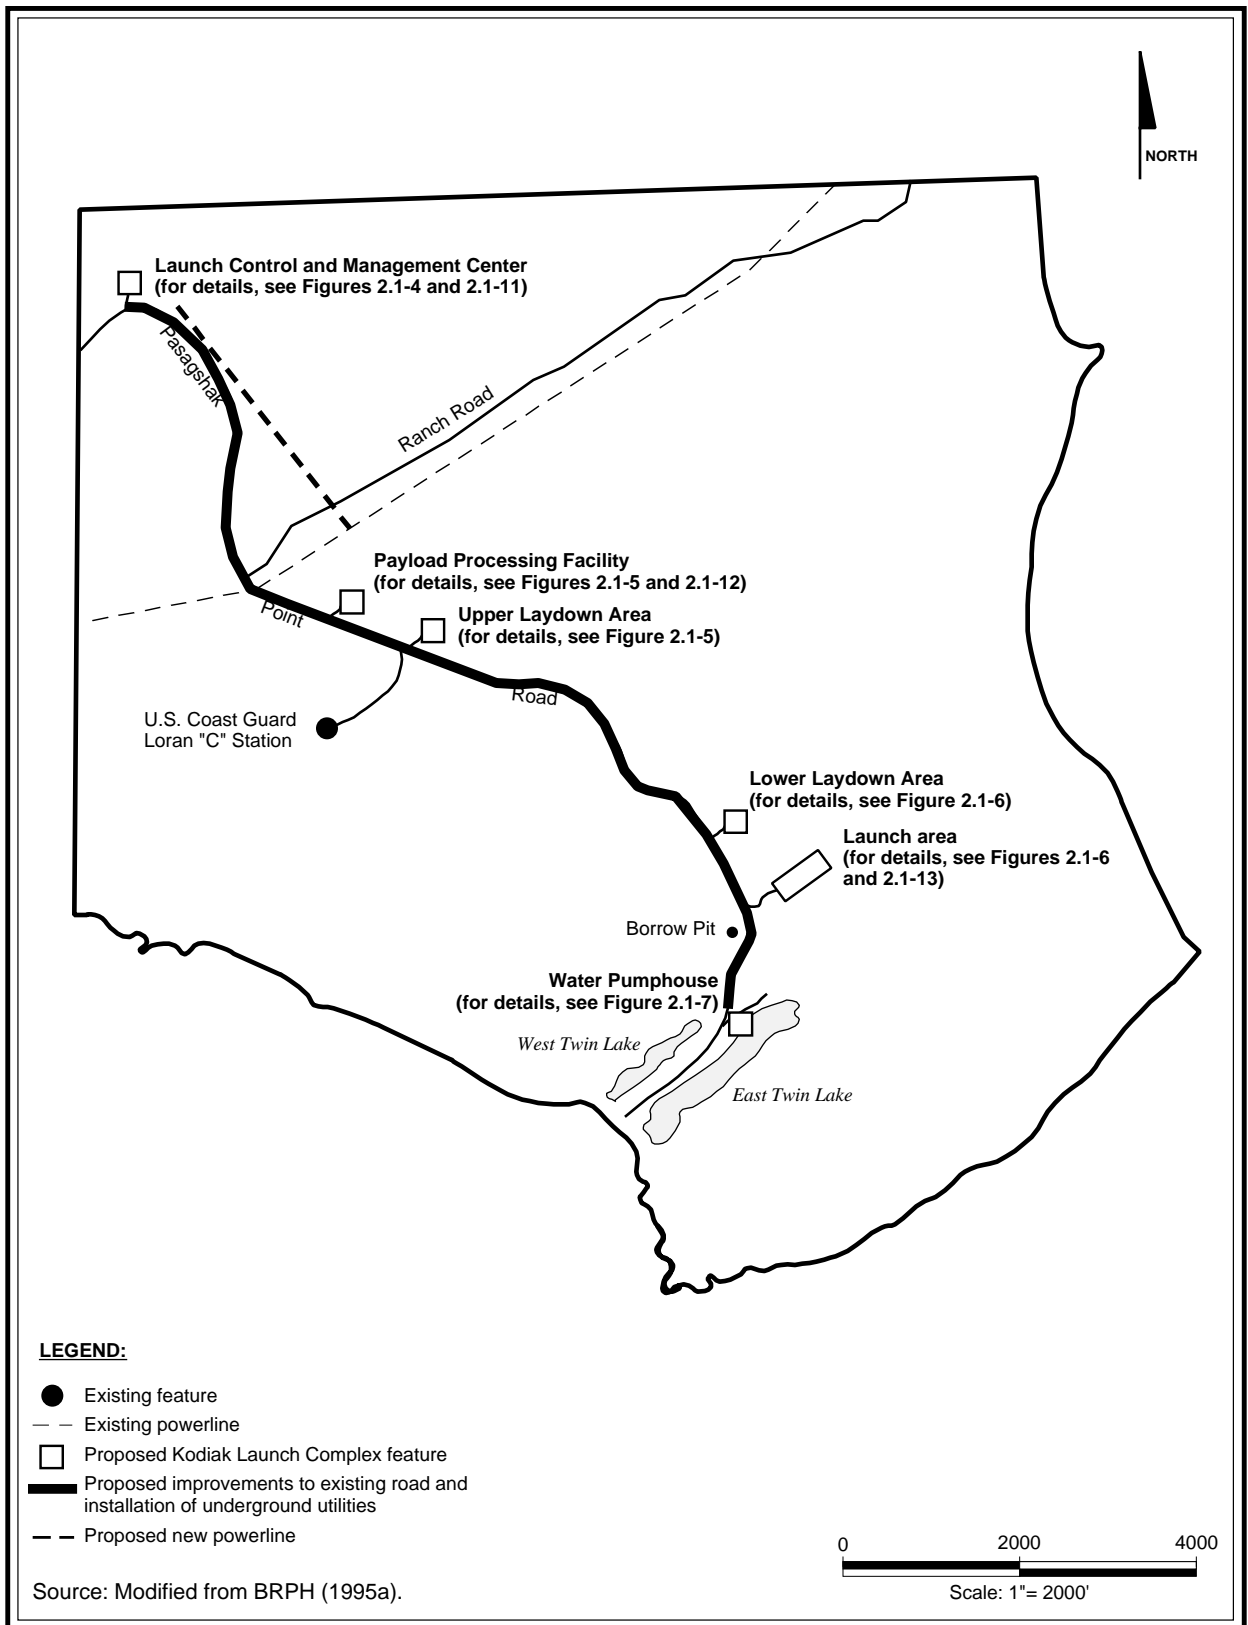 NORTH
Launch Control and Management Center
(for details, see Figures 2.1-4 and 2.1-11)
Pasagshak
Ranch Road
Payload Processing Facility
(for details, see Figures 2.1-5 and 2.1-12)
Point
Upper Laydown Area
(for details, see Figure 2.1-5)
Road
U.S. Coast Guard
Loran "C" Station
Lower Laydown Area
(for details, see Figure 2.1-6)
Launch area
(for details, see Figures 2.1-6
and 2.1-13)
Borrow Pit
Water Pumphouse
(for details, see Figure 2.1-7)
West Twin Lake
East Twin Lake
LEGEND:
Existing feature
Existing powerline
Proposed Kodiak Launch Complex feature
Proposed improvements to existing road and
installation of underground utilities
Proposed new powerline
0 2000 4000
Scale: 1"= 2000'
Source: Modified from BRPH (1995a).